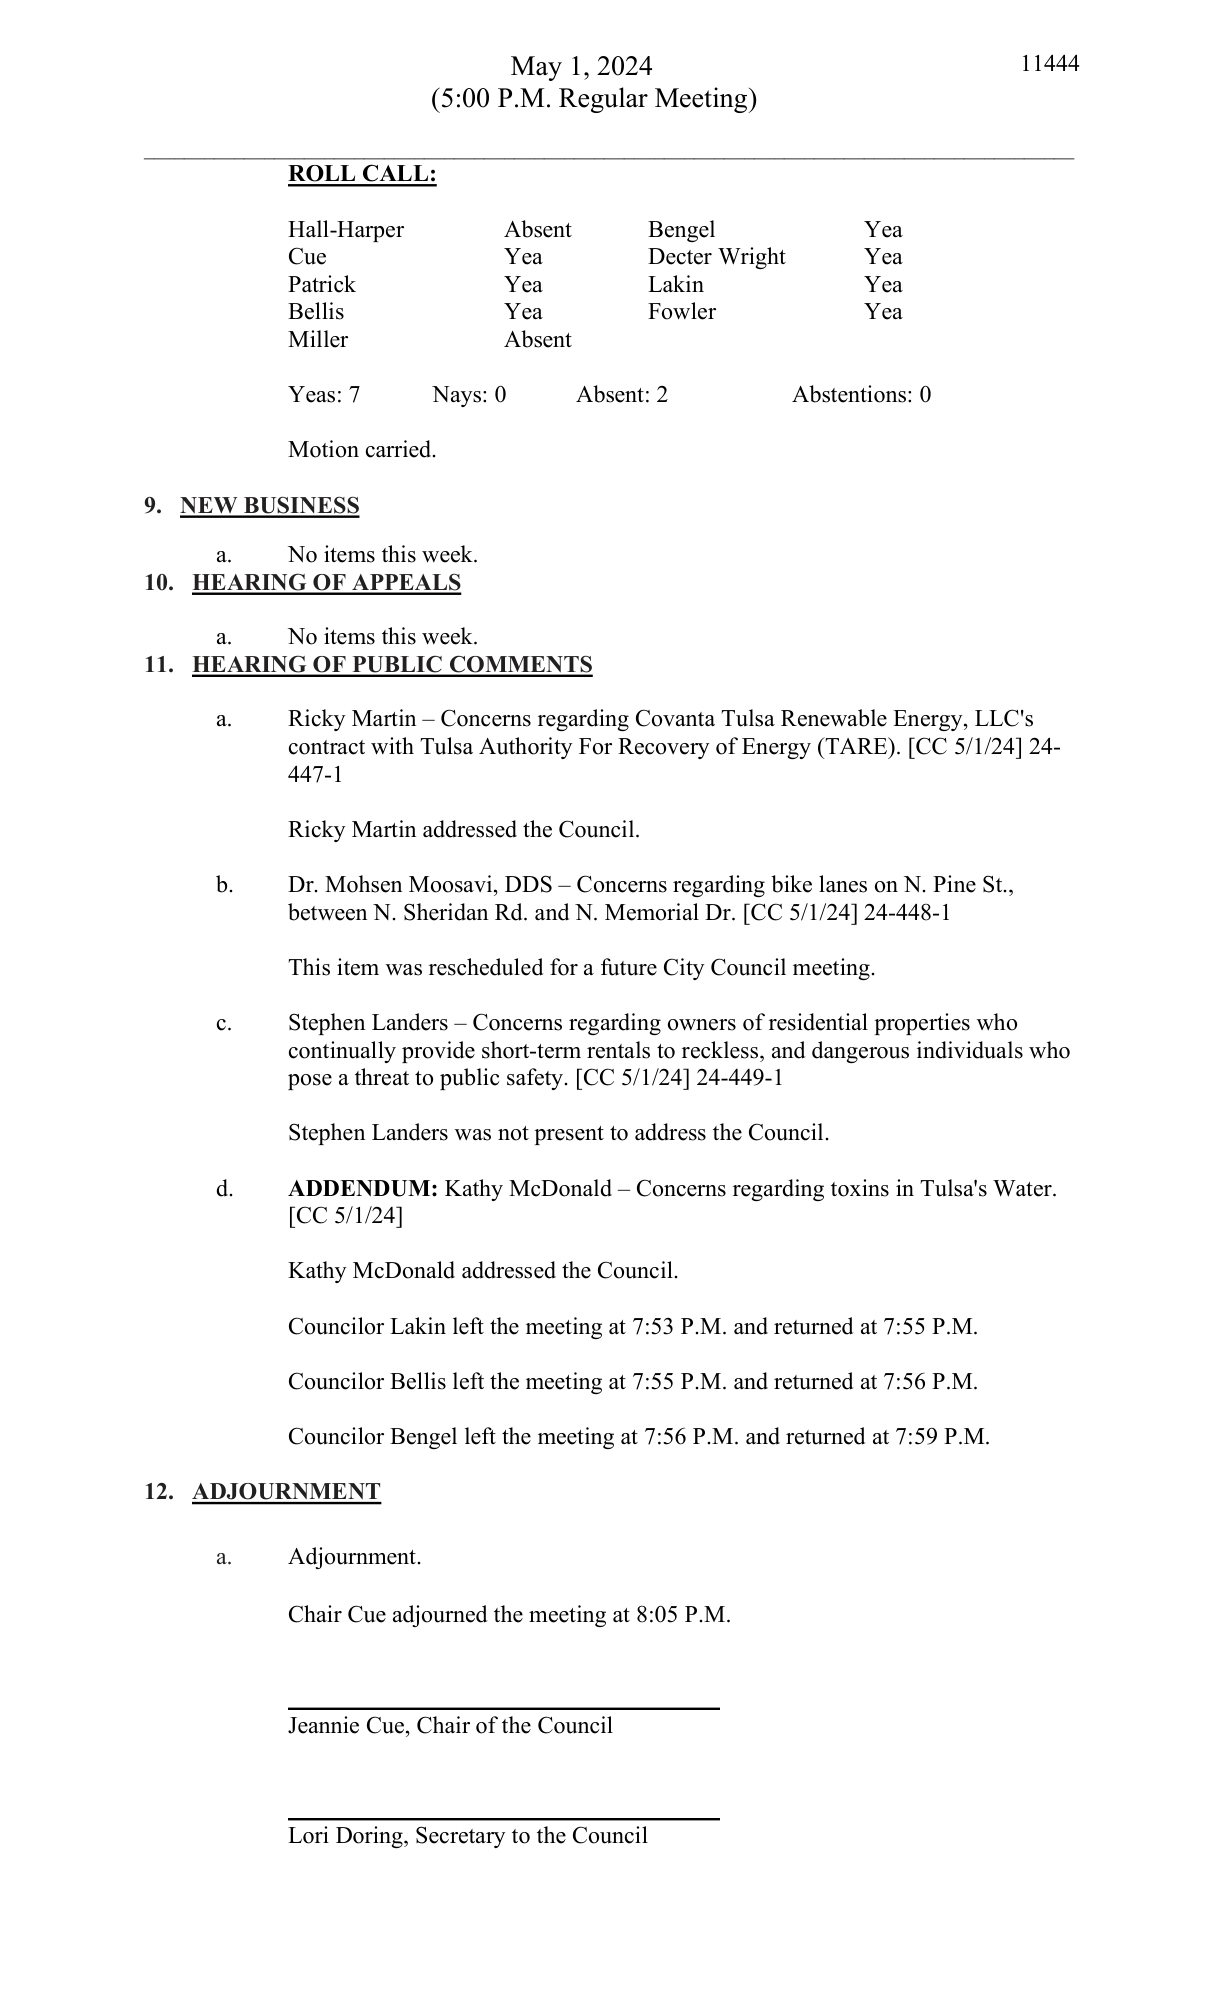 May 1, 2024
11444
(5:00 P.M. Regular Meeting)
ROLL CALL:
Hall-Harper Absent Bengel Yea
Cue Yea Decter Wright Yea
Patrick Yea Lakin Yea
Bellis Yea Fowler Yea
Miller Absent
Yeas: 7 Nays: 0 Absent: 2 Abstentions: 0
Motion carried.
9. NEW BUSINESS
a. No items this week.
10. HEARING OF APPEALS
a. No items this week.
11. HEARING OF PUBLIC COMMENTS
a. Ricky Martin – Concerns regarding Covanta Tulsa Renewable Energy, LLC's
contract with Tulsa Authority For Recovery of Energy (TARE). [CC 5/1/24] 24-
447-1
Ricky Martin addressed the Council.
b. Dr. Mohsen Moosavi, DDS – Concerns regarding bike lanes on N. Pine St.,
between N. Sheridan Rd. and N. Memorial Dr. [CC 5/1/24] 24-448-1
This item was rescheduled for a future City Council meeting.
c. Stephen Landers – Concerns regarding owners of residential properties who
continually provide short-term rentals to reckless, and dangerous individuals who
pose a threat to public safety. [CC 5/1/24] 24-449-1
Stephen Landers was not present to address the Council.
d. ADDENDUM: Kathy McDonald – Concerns regarding toxins in Tulsa's Water.
[CC 5/1/24]
Kathy McDonald addressed the Council.
Councilor Lakin left the meeting at 7:53 P.M. and returned at 7:55 P.M.
Councilor Bellis left the meeting at 7:55 P.M. and returned at 7:56 P.M.
Councilor Bengel left the meeting at 7:56 P.M. and returned at 7:59 P.M.
12. ADJOURNMENT
a. Adjournment.
Chair Cue adjourned the meeting at 8:05 P.M.
Jeannie Cue, Chair of the Council
Lori Doring, Secretary to the Council